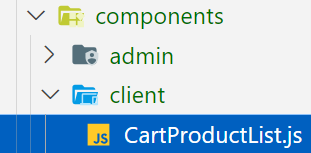 components
admin
client
JS CartProductList.js